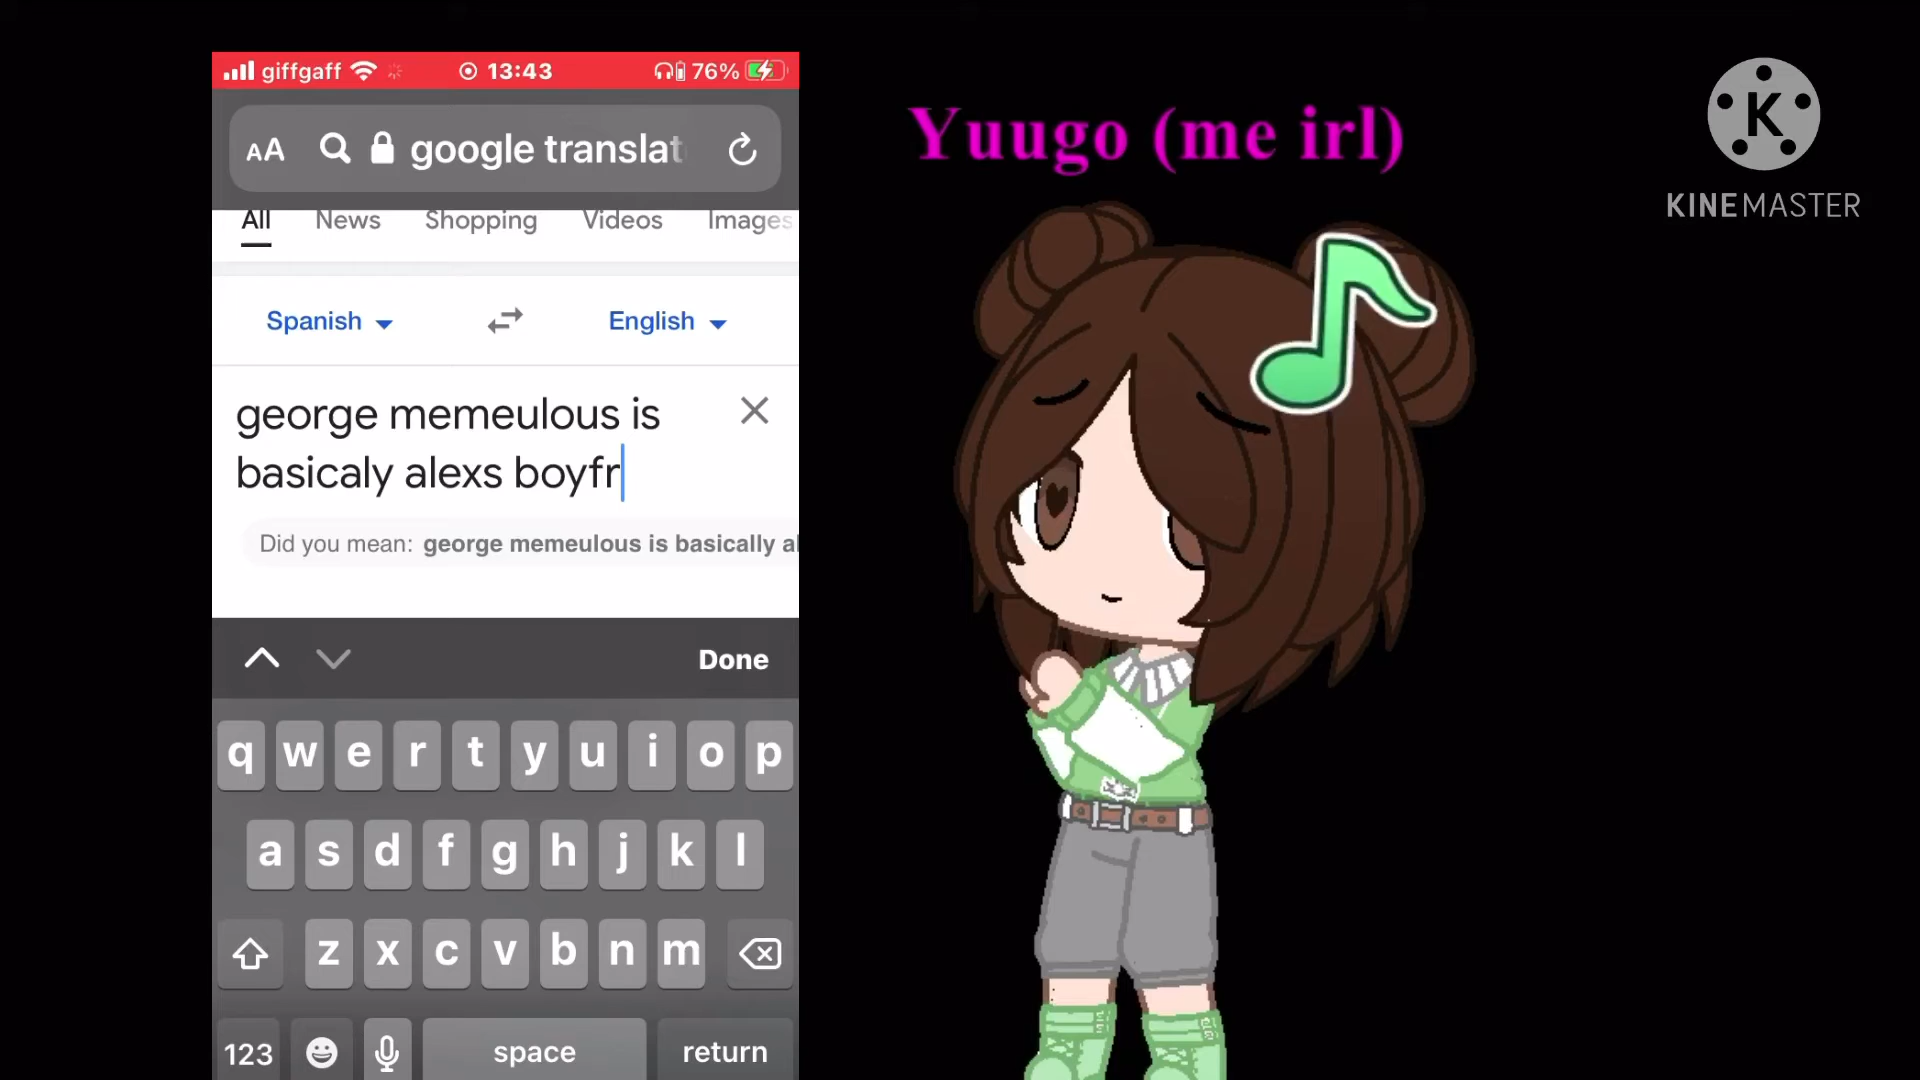 giffgaff 13:43 76%
AA google translat
All News Shopping Videos Images
Spanish English
george memeulous is
basicaly alexs boyfr
Did you mean: george memeulous is basically al
Done
q w e r t y u i o p
a s d f g h j k l
z x c v b n m
123 space return
Yuugo (me irl)
K
KINEMASTER